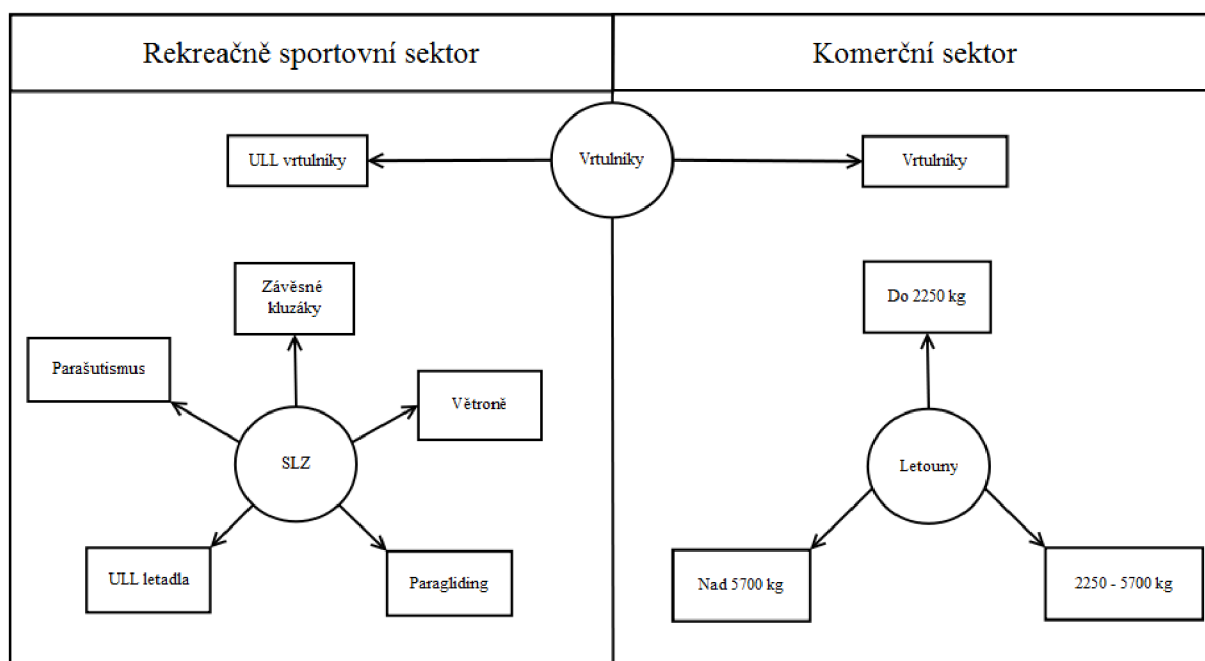 Rekreačně sportovní sektor
Komerční sektor
ULL vrtulníky
Vrtulníky
Vrtulníky
Závěsné
kluzáky
Do 2250 kg
Parašutismus
Větroně
SLZ
Letouny
ULL letadla
Paragliding
Nad 5700 kg
2250 - 5700 kg